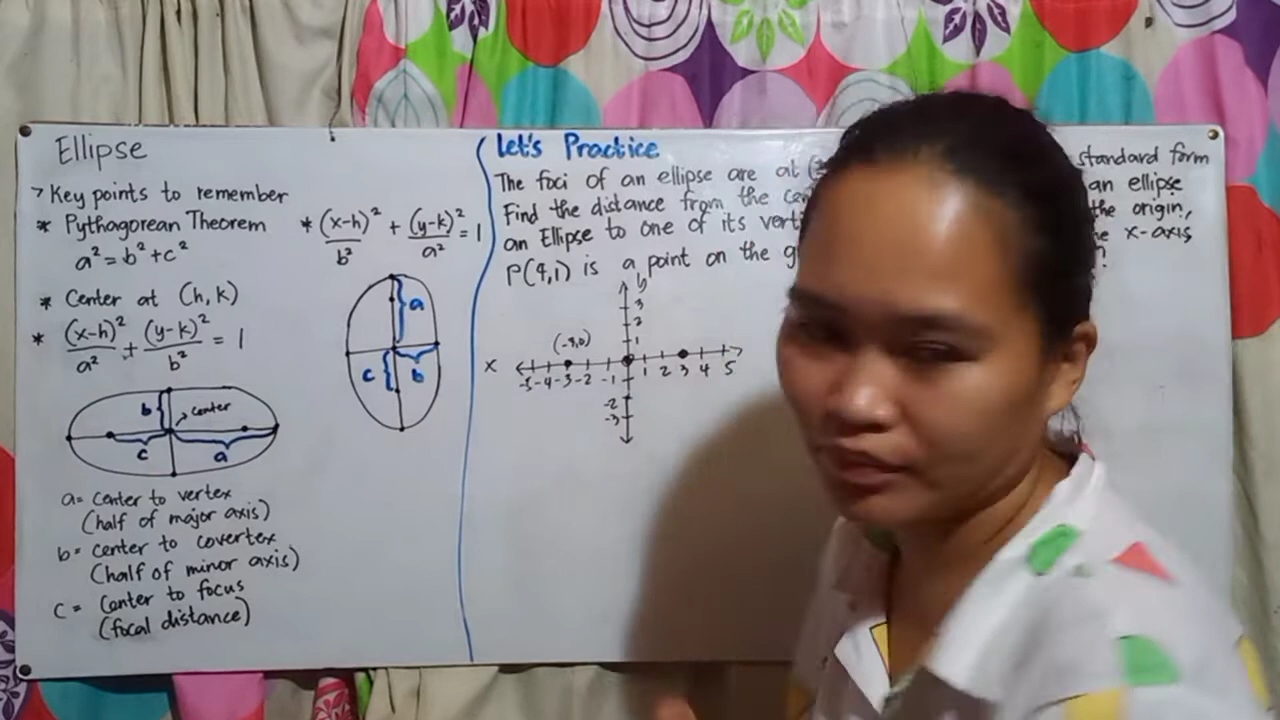 Ellipse
> Key points to remember
* Pythagorean Theorem
a² = b² + c²
* Center at (h, k)
* (x-h)²/a² + (y-k)²/b² = 1
b
center
c
a
a = Center to vertex
(half of major axis)
b = center to covertex
(half of minor axis)
c = Center to focus
(focal distance)
* (x-h)²/b² + (y-k)²/a² = 1
a
c
b
Let's Practice
The foci of an ellipse are at standard form
Find the distance from the an ellipse
an Ellipse to one of its the origin,
P(4,1) is a point on the x-axis
y
3
2
1
(-3,0)
x
-5 -4 -3 -2 -1 1 2 3 4 5
-2
-3